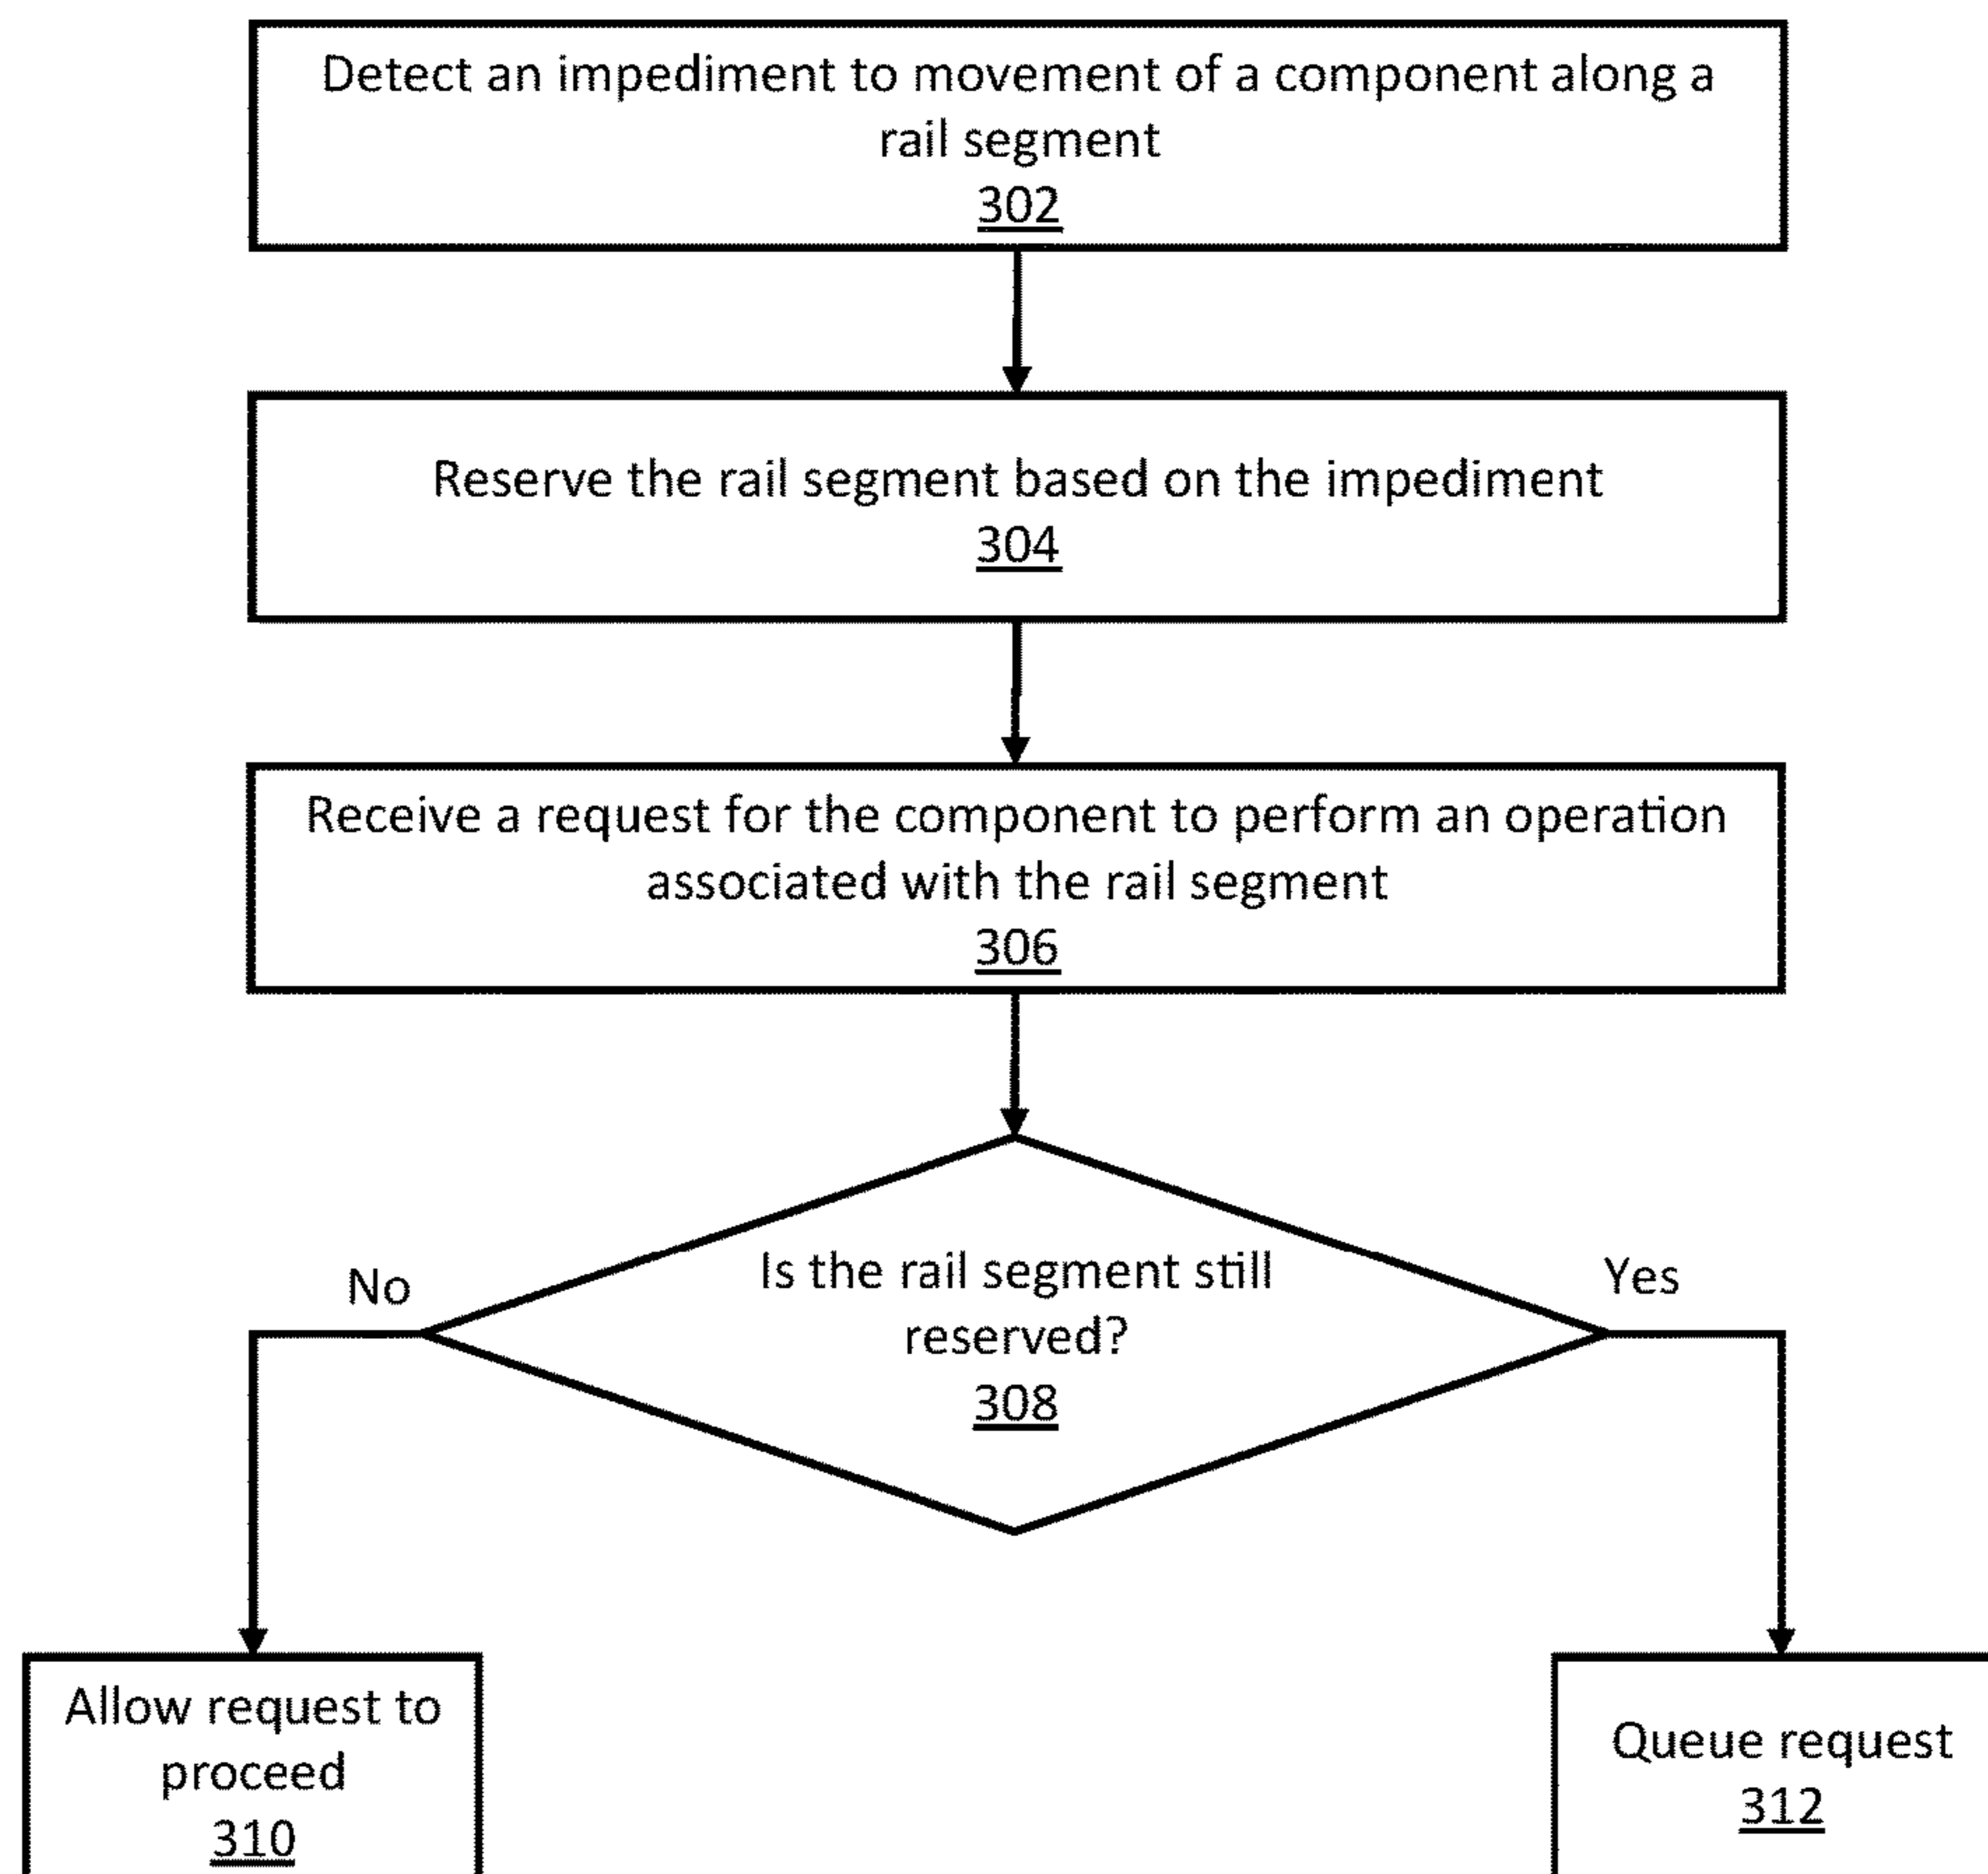 Detect an impediment to movement of a component along a
rail segment
302
Reserve the rail segment based on the impediment
304
Receive a request for the component to perform an operation
associated with the rail segment
306
Is the rail segment still
reserved?
308
No
Yes
Allow request to
proceed
310
Queue request
312